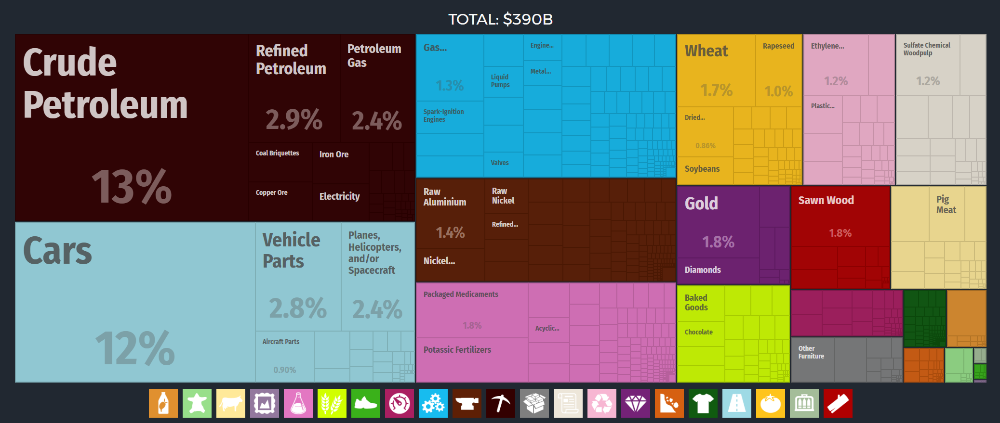 TOTAL: $390B
Crude
Petroleum
13%
Refined
Petroleum
2.9%
Petroleum
Gas
2.4%
Coal Briquettes
Iron Ore
Copper Ore
Electricity
Cars
12%
Vehicle
Parts
2.8%
Planes,
Helicopters,
and/or
Spacecraft
2.4%
Aircraft Parts
0.90%
Gas...
1.3%
Spark-Ignition
Engines
Liquid
Pumps
Valves
Engine...
Metal...
Raw
Aluminium
1.4%
Nickel...
Raw
Nickel
Refined...
Packaged Medicaments
1.8%
Potassic Fertilizers
Acyclic...
Wheat
1.7%
Rapeseed
1.0%
Dried...
0.86%
Soybeans
Ethylene...
1.2%
Plastic...
Sulfate Chemical
Woodpulp
1.2%
Gold
1.8%
Diamonds
Sawn Wood
1.8%
Pig
Meat
Baked
Goods
Chocolate
Other
Furniture